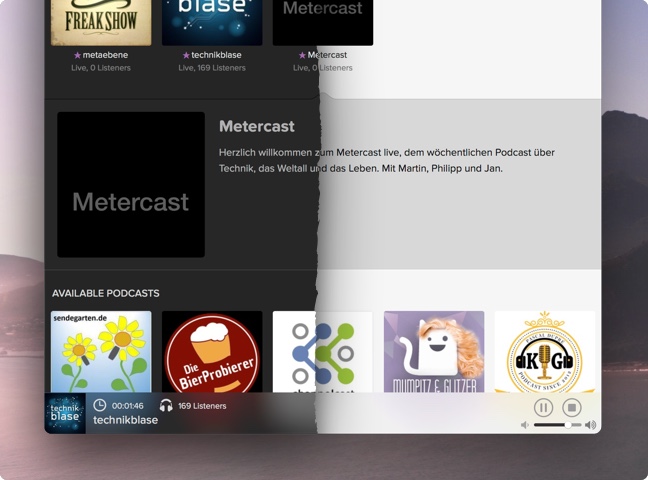 FREAK SHOW
blase
Metercast
★ metaebene
★ technikblase
★ Metercast
Live, 0 Listeners
Live, 169 Listeners
Live, 0 Listeners
Metercast
Metercast
Herzlich willkommen zum Metercast live, dem wöchentlichen Podcast über
Technik, das Weltall und das Leben. Mit Martin, Philipp und Jan.
AVAILABLE PODCASTS
sendegarten.de
Die
BierProbierer
MUMPITZ & GLITZER
PODCAST SINCE
technik
blase
00:01:46
169 Listeners
technikblase